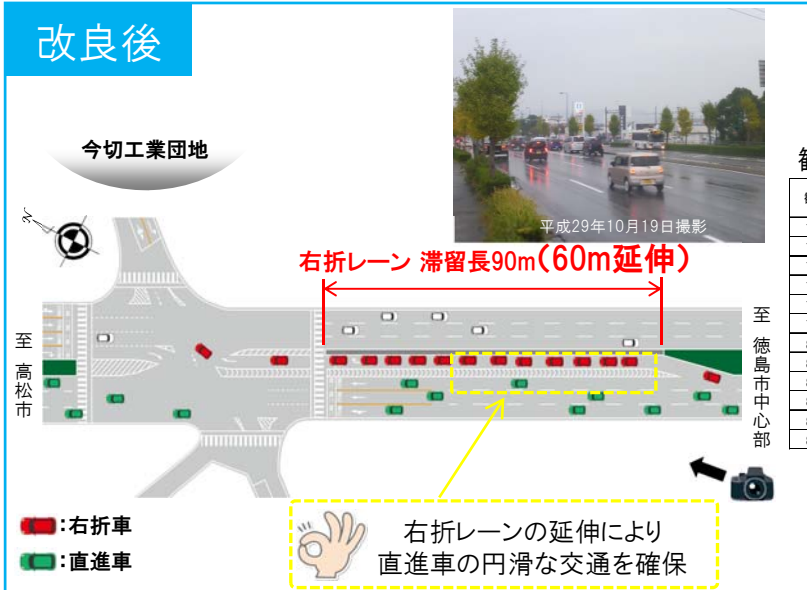 改良後
今切工業団地
平成29年10月19日撮影
N
右折レーン 滞留長90m(60m延伸)
至 高松市
至 徳島市中心部
:右折車
:直進車
右折レーンの延伸により
直進車の円滑な交通を確保